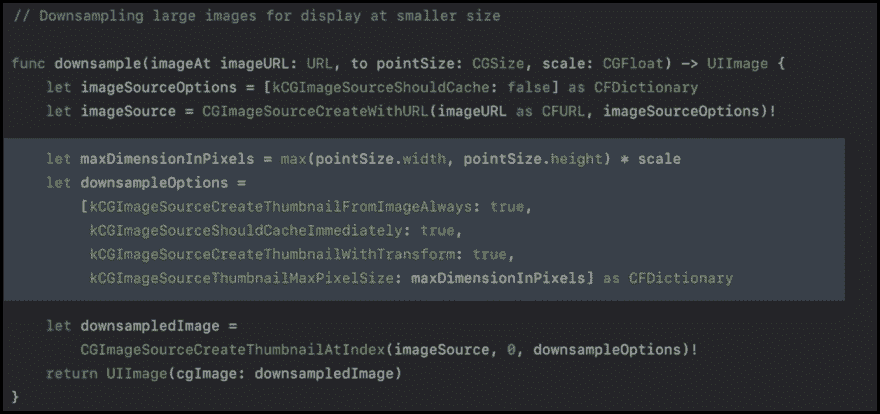 // Downsampling large images for display at smaller size
func downsample(imageAt imageURL: URL, to pointSize: CGSize, scale: CGFloat) -> UIImage {
let imageSourceOptions = [kCGImageSourceShouldCache: false] as CFDictionary
let imageSource = CGImageSourceCreateWithURL(imageURL as CFURL, imageSourceOptions)!
let maxDimensionInPixels = max(pointSize.width, pointSize.height) * scale
let downsampleOptions =
[kCGImageSourceCreateThumbnailFromImageAlways: true,
kCGImageSourceShouldCacheImmediately: true,
kCGImageSourceCreateThumbnailWithTransform: true,
kCGImageSourceThumbnailMaxPixelSize: maxDimensionInPixels] as CFDictionary
let downsampledImage =
CGImageSourceCreateThumbnailAtIndex(imageSource, 0, downsampleOptions)!
return UIImage(cgImage: downsampledImage)
}